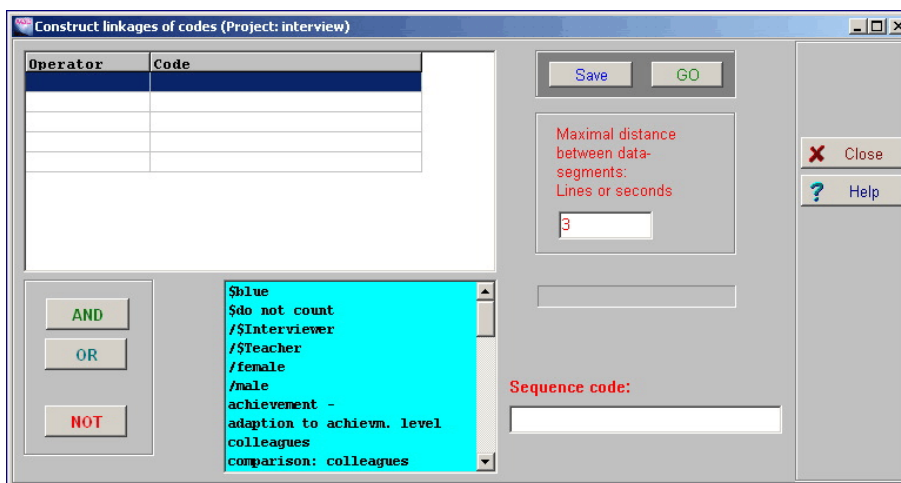 Construct linkages of codes (Project: interview)
Operator Code
Save GO
Maximal distance
between data-
segments:
Lines or seconds
3
Close
Help
AND
OR
NOT
$blue
$do not count
/$Interviewer
/$Teacher
/female
/male
achievement -
adaption to achievm. level
colleagues
comparison: colleagues
Sequence code: